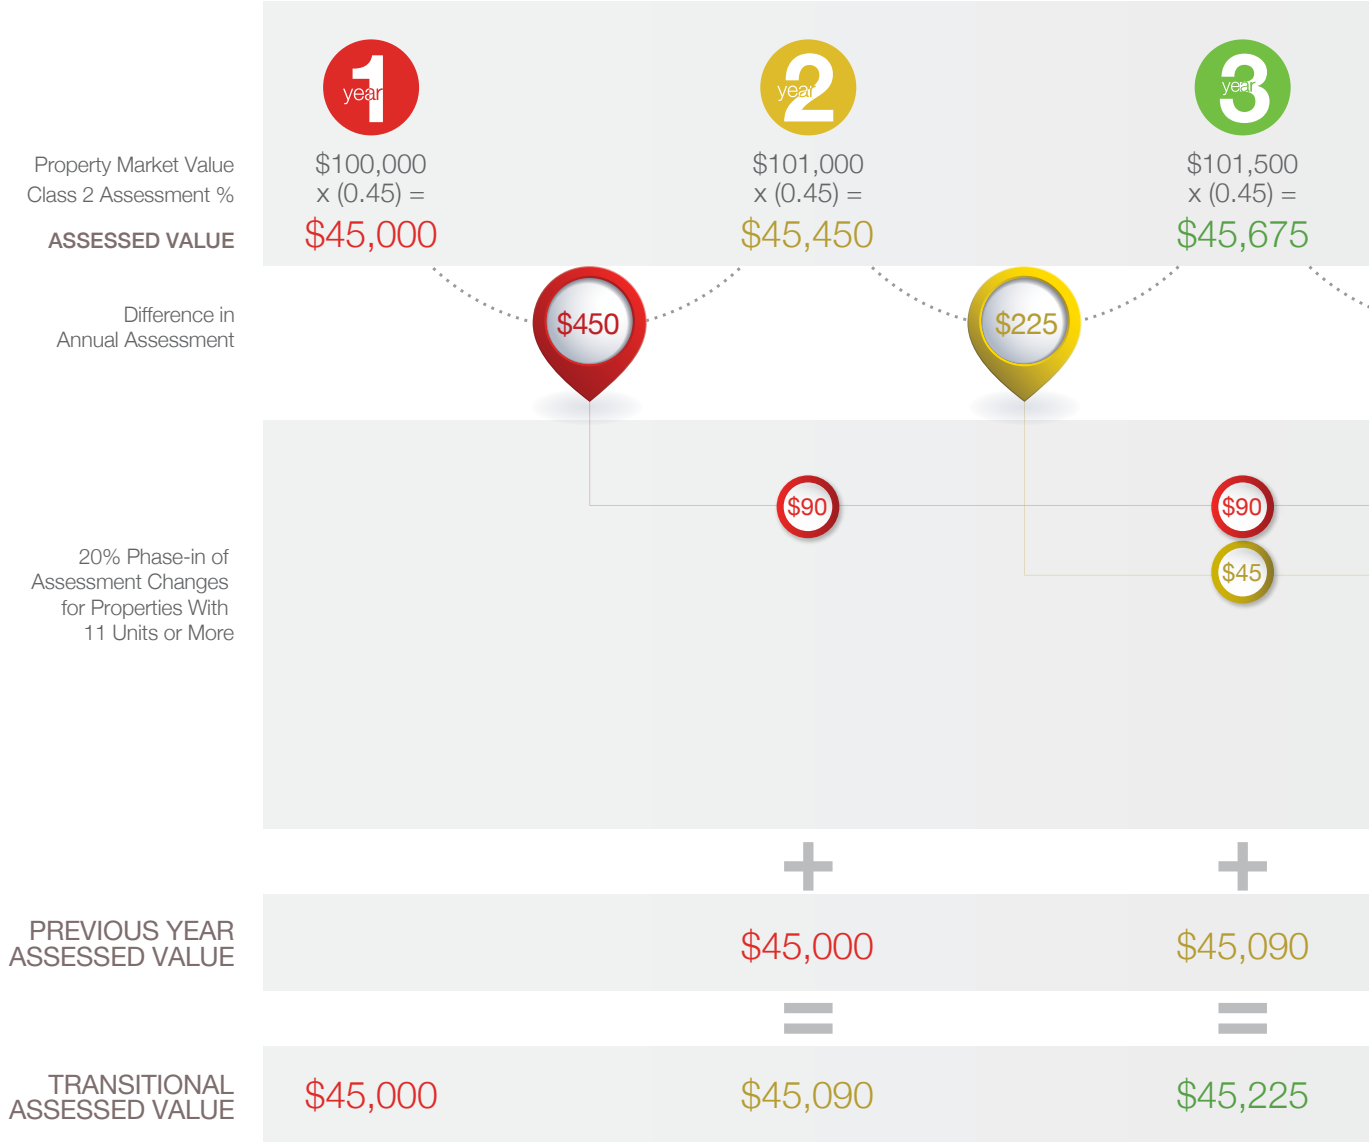 year 1
year 2
year 3
Property Market Value
$100,000
$101,000
$101,500
Class 2 Assessment %
x (0.45) =
x (0.45) =
x (0.45) =
ASSESSED VALUE
$45,000
$45,450
$45,675
Difference in
Annual Assessment
$450
$225
20% Phase-in of
Assessment Changes
for Properties With
11 Units or More
$90
$90
$45
+
+
PREVIOUS YEAR
ASSESSED VALUE
$45,000
$45,090
=
=
TRANSITIONAL
ASSESSED VALUE
$45,000
$45,090
$45,225